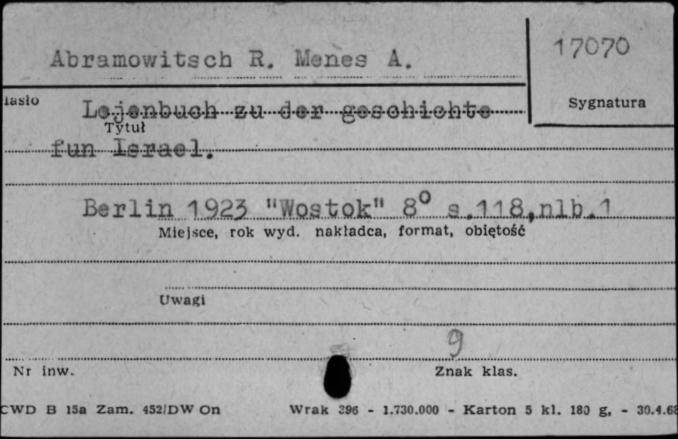 Abramowitsch R. Menes A.
17070
iasło
Sygnatura
Lejenbuch zu der geschichte
Tytuł
fun Israel.
Berlin 1923 "Wostok" 8° s.118,nlb.1
Miejsce, rok wyd. nakładca, format, objętość
Uwagi
9
Nr inw.
Znak klas.
CWD B 15a Zam. 452/DW On Wrak 396 - 1.730.000 - Karton 5 kl. 180 g. - 30.4.68